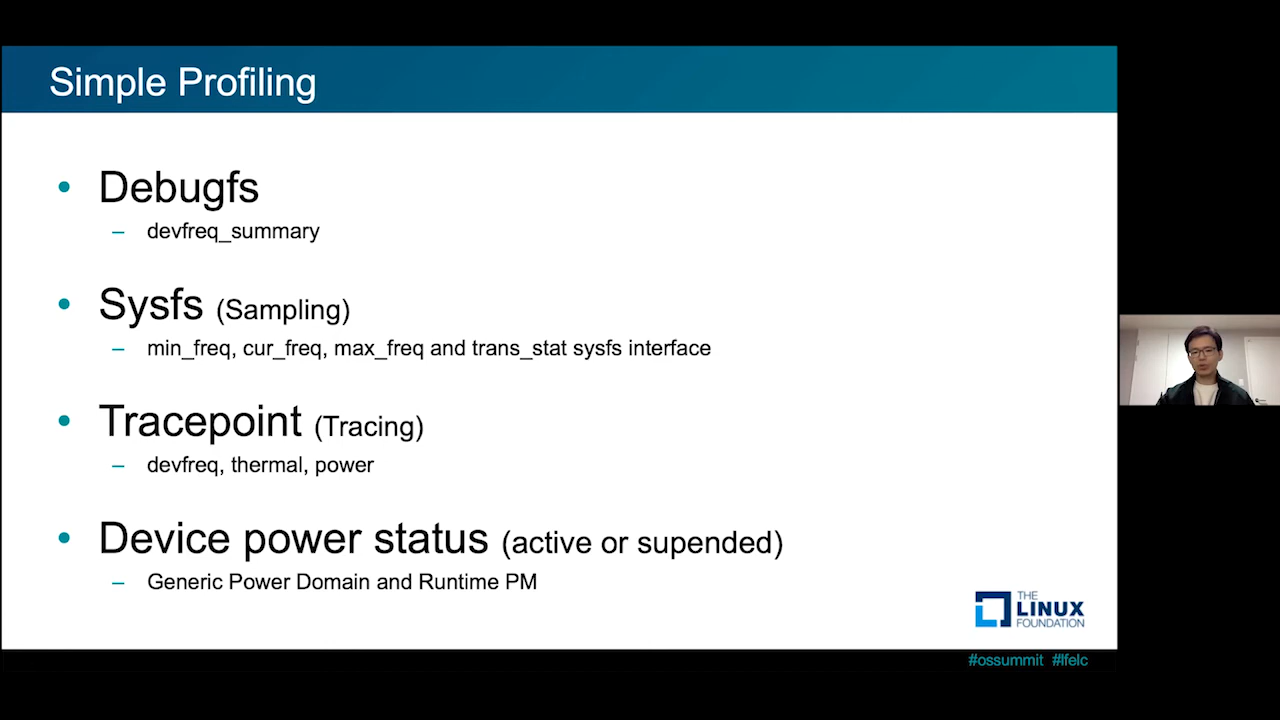 Simple Profiling
• Debugfs
– devfreq_summary
• Sysfs (Sampling)
– min_freq, cur_freq, max_freq and trans_stat sysfs interface
• Tracepoint (Tracing)
– devfreq, thermal, power
• Device power status (active or supended)
– Generic Power Domain and Runtime PM
THE
LINUX
FOUNDATION
#ossummit #lfelc